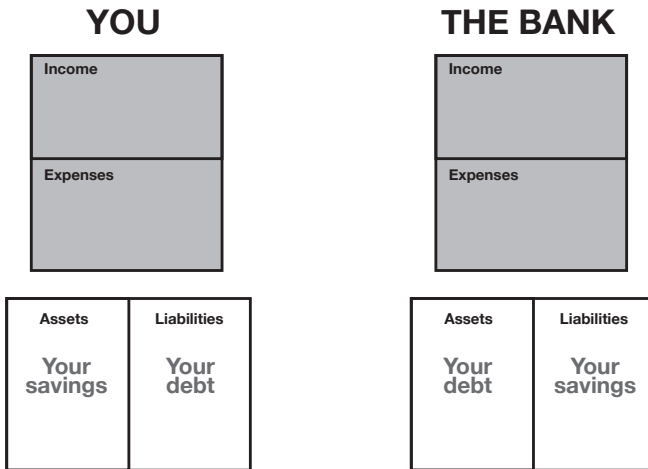 YOU
Income
Expenses
Assets
Liabilities
Your
savings
Your
debt
THE BANK
Income
Expenses
Assets
Liabilities
Your
debt
Your
savings